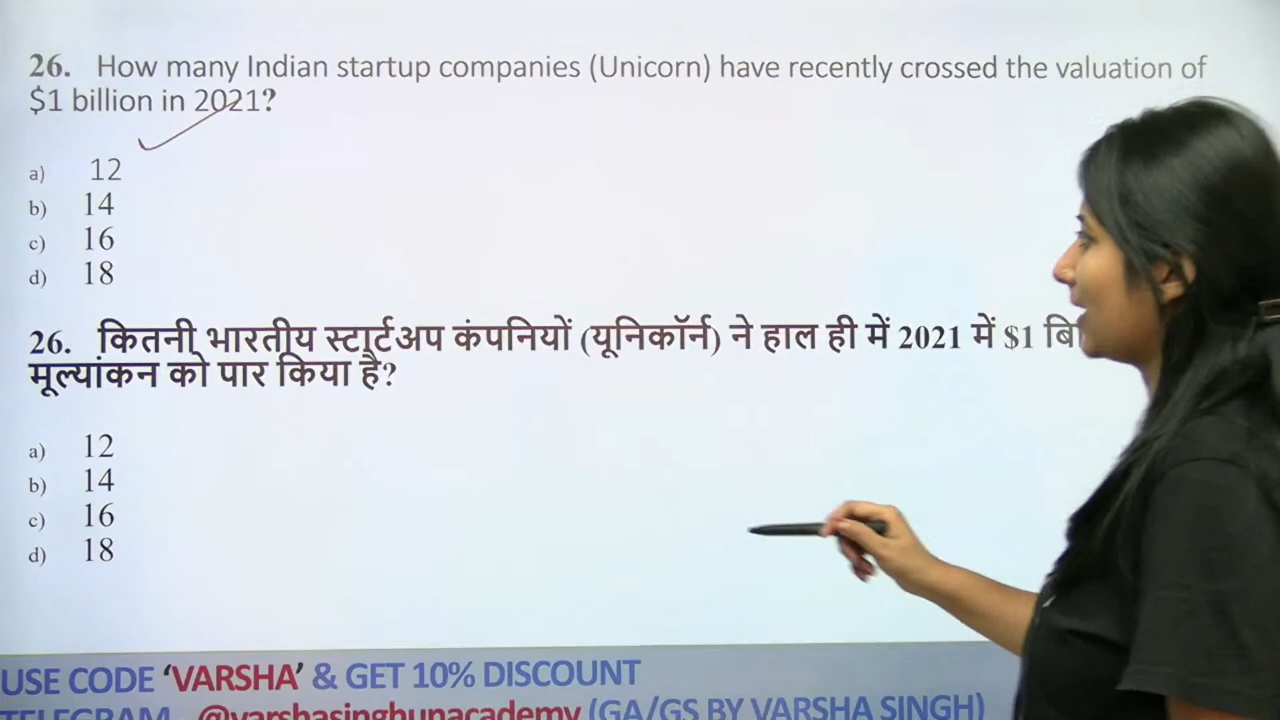 26. How many Indian startup companies (Unicorn) have recently crossed the valuation of
$1 billion in 2021?
a) 12
b) 14
c) 16
d) 18
26. कितनी भारतीय स्टार्टअप कंपनियों (यूनिकॉर्न) ने हाल ही में 2021 में $1
मूल्यांकन को पार किया है?
a) 12
b) 14
c) 16
d) 18
USE CODE 'VARSHA' & GET 10% DISCOUNT
TELEGRAM @varshasinghunacademy (GA/GS BY VARSHA SINGH)